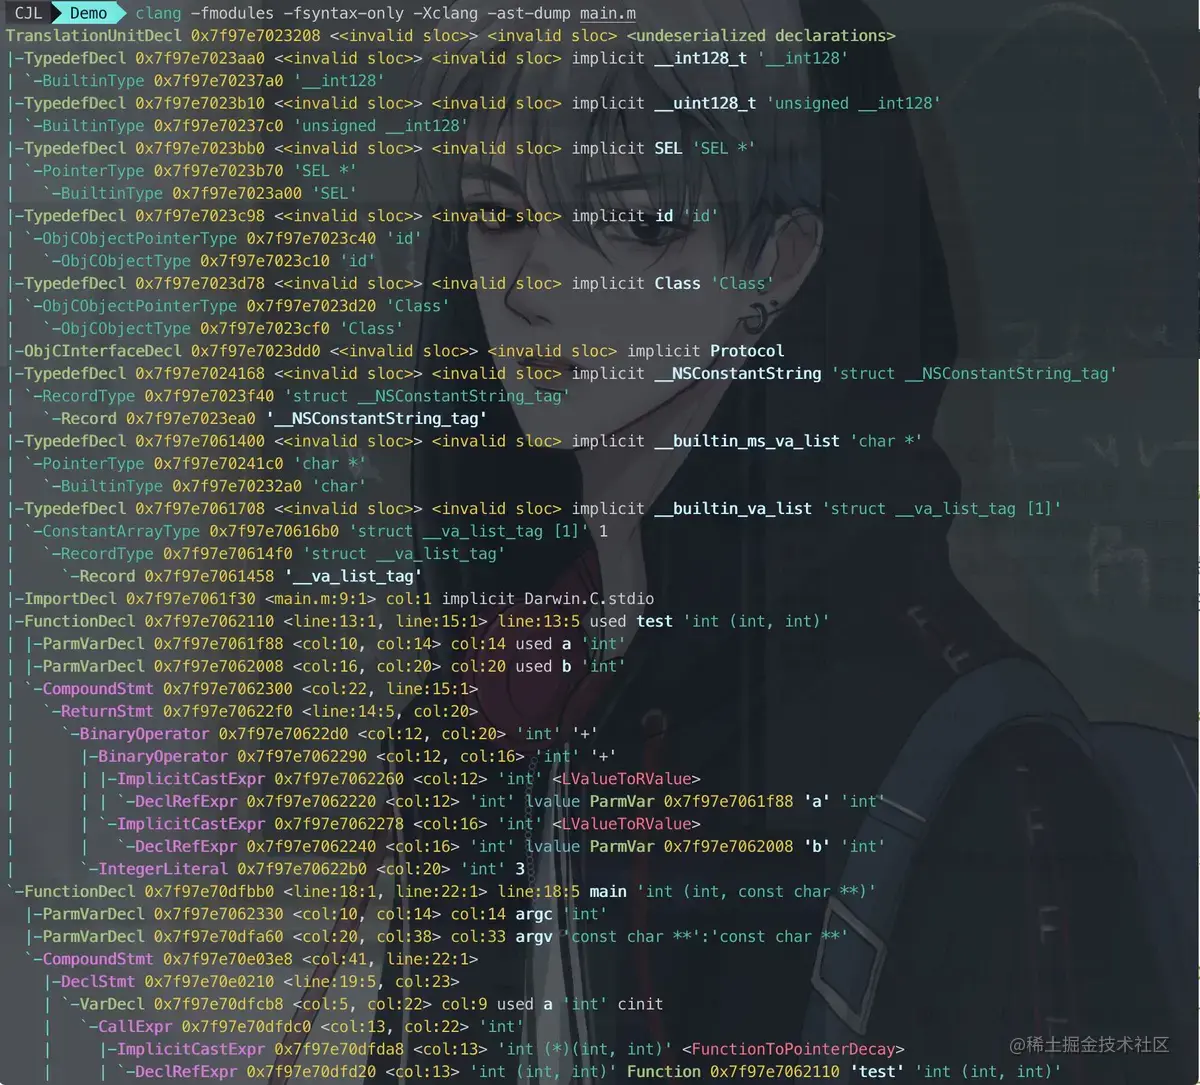 CJL Demo clang -fmodules -fsyntax-only -Xclang -ast-dump main.m
TranslationUnitDecl 0x7f97e7023208 <<invalid sloc>> <invalid sloc> <undeserialized declarations>
|-TypedefDecl 0x7f97e7023aa0 <<invalid sloc>> <invalid sloc> implicit __int128_t '__int128'
| `-BuiltinType 0x7f97e70237a0 '__int128'
|-TypedefDecl 0x7f97e7023b10 <<invalid sloc>> <invalid sloc> implicit __uint128_t 'unsigned __int128'
| `-BuiltinType 0x7f97e70237c0 'unsigned __int128'
|-TypedefDecl 0x7f97e7023bb0 <<invalid sloc>> <invalid sloc> implicit SEL 'SEL *'
| `-PointerType 0x7f97e7023b70 'SEL *'
|   `-BuiltinType 0x7f97e7023a00 'SEL'
|-TypedefDecl 0x7f97e7023c98 <<invalid sloc>> <invalid sloc> implicit id 'id'
| `-ObjCObjectPointerType 0x7f97e7023c40 'id'
|   `-ObjCObjectType 0x7f97e7023c10 'id'
|-TypedefDecl 0x7f97e7023d78 <<invalid sloc>> <invalid sloc> implicit Class 'Class'
| `-ObjCObjectPointerType 0x7f97e7023d20 'Class'
|   `-ObjCObjectType 0x7f97e7023cf0 'Class'
|-ObjCInterfaceDecl 0x7f97e7023dd0 <<invalid sloc>> <invalid sloc> implicit Protocol
|-TypedefDecl 0x7f97e7024168 <<invalid sloc>> <invalid sloc> implicit __NSConstantString 'struct __NSConstantString_tag'
| `-RecordType 0x7f97e7023f40 'struct __NSConstantString_tag'
|   `-Record 0x7f97e7023ea0 '__NSConstantString_tag'
|-TypedefDecl 0x7f97e7061400 <<invalid sloc>> <invalid sloc> implicit __builtin_ms_va_list 'char *'
| `-PointerType 0x7f97e70241c0 'char *'
|   `-BuiltinType 0x7f97e70232a0 'char'
|-TypedefDecl 0x7f97e7061708 <<invalid sloc>> <invalid sloc> implicit __builtin_va_list 'struct __va_list_tag [1]'
| `-ConstantArrayType 0x7f97e70616b0 'struct __va_list_tag [1]' 1
|   `-RecordType 0x7f97e70614f0 'struct __va_list_tag'
|     `-Record 0x7f97e7061458 '__va_list_tag'
|-ImportDecl 0x7f97e7061f30 <main.m:9:1> col:1 implicit Darwin.C.stdio
|-FunctionDecl 0x7f97e7062110 <line:13:1, line:15:1> line:13:5 used test 'int (int, int)'
| |-ParmVarDecl 0x7f97e7061f88 <col:10, col:14> col:14 used a 'int'
| |-ParmVarDecl 0x7f97e7062008 <col:16, col:20> col:20 used b 'int'
| `-CompoundStmt 0x7f97e7062300 <col:22, line:15:1>
|   `-ReturnStmt 0x7f97e70622f0 <line:14:5, col:20>
|     `-BinaryOperator 0x7f97e70622d0 <col:12, col:20> 'int' '+'
|       |-BinaryOperator 0x7f97e7062290 <col:12, col:16> 'int' '+'
|       | |-ImplicitCastExpr 0x7f97e7062260 <col:12> 'int' <LValueToRValue>
|       | | `-DeclRefExpr 0x7f97e7062220 <col:12> 'int' lvalue ParmVar 0x7f97e7061f88 'a' 'int'
|       | `-ImplicitCastExpr 0x7f97e7062278 <col:16> 'int' <LValueToRValue>
|       |   `-DeclRefExpr 0x7f97e7062240 <col:16> 'int' lvalue ParmVar 0x7f97e7062008 'b' 'int'
|       `-IntegerLiteral 0x7f97e70622b0 <col:20> 'int' 3
`-FunctionDecl 0x7f97e70dfbb0 <line:18:1, line:22:1> line:18:5 main 'int (int, const char **)'
  |-ParmVarDecl 0x7f97e7062330 <col:10, col:14> col:14 argc 'int'
  |-ParmVarDecl 0x7f97e70dfa60 <col:20, col:38> col:33 argv 'const char **':'const char **'
  `-CompoundStmt 0x7f97e70e03e8 <col:41, line:22:1>
    |-DeclStmt 0x7f97e70e0210 <line:19:5, col:23>
    | `-VarDecl 0x7f97e70dfcb8 <col:5, col:22> col:9 used a 'int' cinit
    |   `-CallExpr 0x7f97e70dfdc0 <col:13, col:22> 'int'
    |     |-ImplicitCastExpr 0x7f97e70dfda8 <col:13> 'int (*)(int, int)' <FunctionToPointerDecay>
    |     | `-DeclRefExpr 0x7f97e70dfd20 <col:13> 'int (int, int)' Function 0x7f97e7062110 'test' 'int (int, int)'
@稀土掘金技术社区